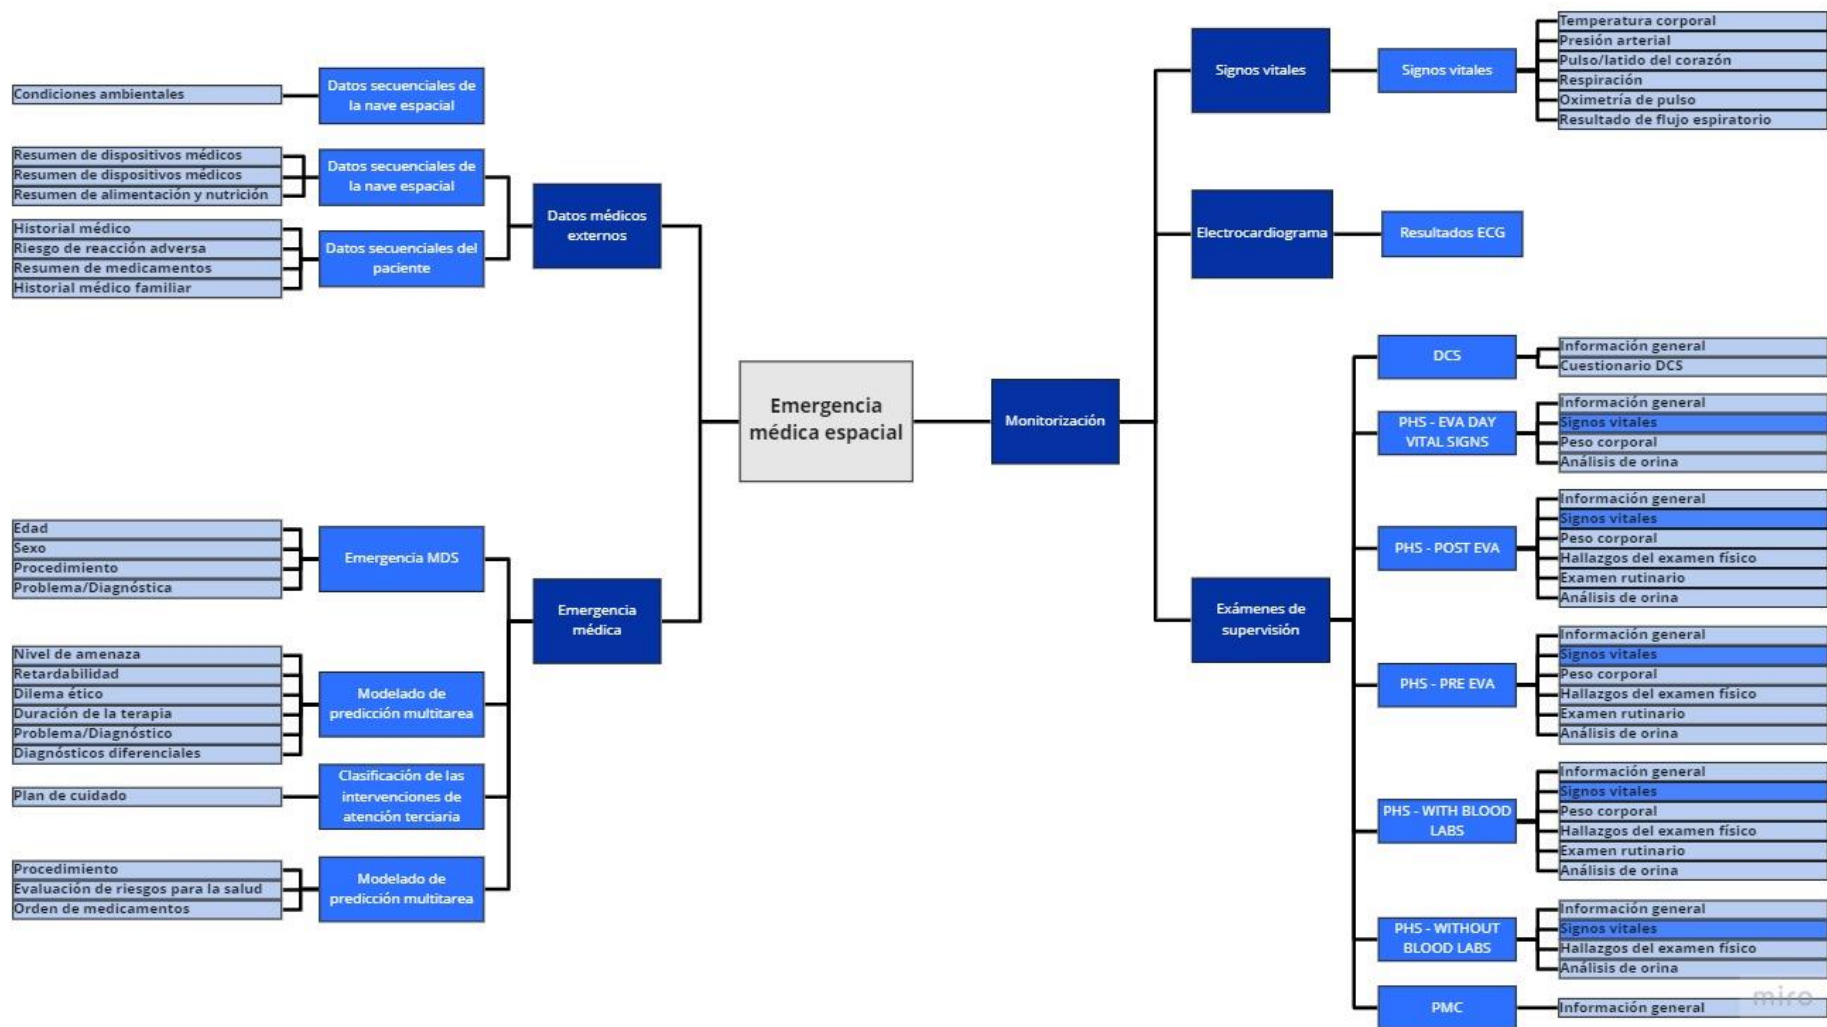 Condiciones ambientales
Datos secuenciales de
la nave espacial
Resumen de dispositivos médicos
Resumen de dispositivos médicos
Resumen de alimentación y nutrición
Datos secuenciales de
la nave espacial
Historial médico
Riesgo de reacción adversa
Resumen de medicamentos
Historial médico familiar
Datos secuenciales del
paciente
Datos médicos
externos
Edad
Sexo
Procedimiento
Problema/Diagnóstica
Emergencia MDS
Nivel de amenaza
Retardabilidad
Dilema ético
Duración de la terapia
Problema/Diagnóstico
Diagnósticos diferenciales
Modelado de
predicción multitarea
Plan de cuidado
Clasificación de las
intervenciones de
atención terciaria
Procedimiento
Evaluación de riesgos para la salud
Orden de medicamentos
Modelado de
predicción multitarea
Emergencia
médica
Emergencia
médica espacial
Monitorización
Signos vitales
Signos vitales
Temperatura corporal
Presión arterial
Pulso/latido del corazón
Respiración
Oximetría de pulso
Resultado de flujo espiratorio
Electrocardiograma
Resultados ECG
Exámenes de
supervisión
DCS
Información general
Cuestionario DCS
PHS - EVA DAY
VITAL SIGNS
Información general
Signos vitales
Peso corporal
Análisis de orina
PHS - POST EVA
Información general
Signos vitales
Peso corporal
Hallazgos del examen físico
Examen rutinario
Análisis de orina
PHS - PRE EVA
Información general
Signos vitales
Peso corporal
Hallazgos del examen físico
Examen rutinario
Análisis de orina
PHS - WITH BLOOD
LABS
Información general
Signos vitales
Peso corporal
Hallazgos del examen físico
Examen rutinario
Análisis de orina
PHS - WITHOUT
BLOOD LABS
Información general
Signos vitales
Hallazgos del examen físico
Análisis de orina
PMC
Información general
miro